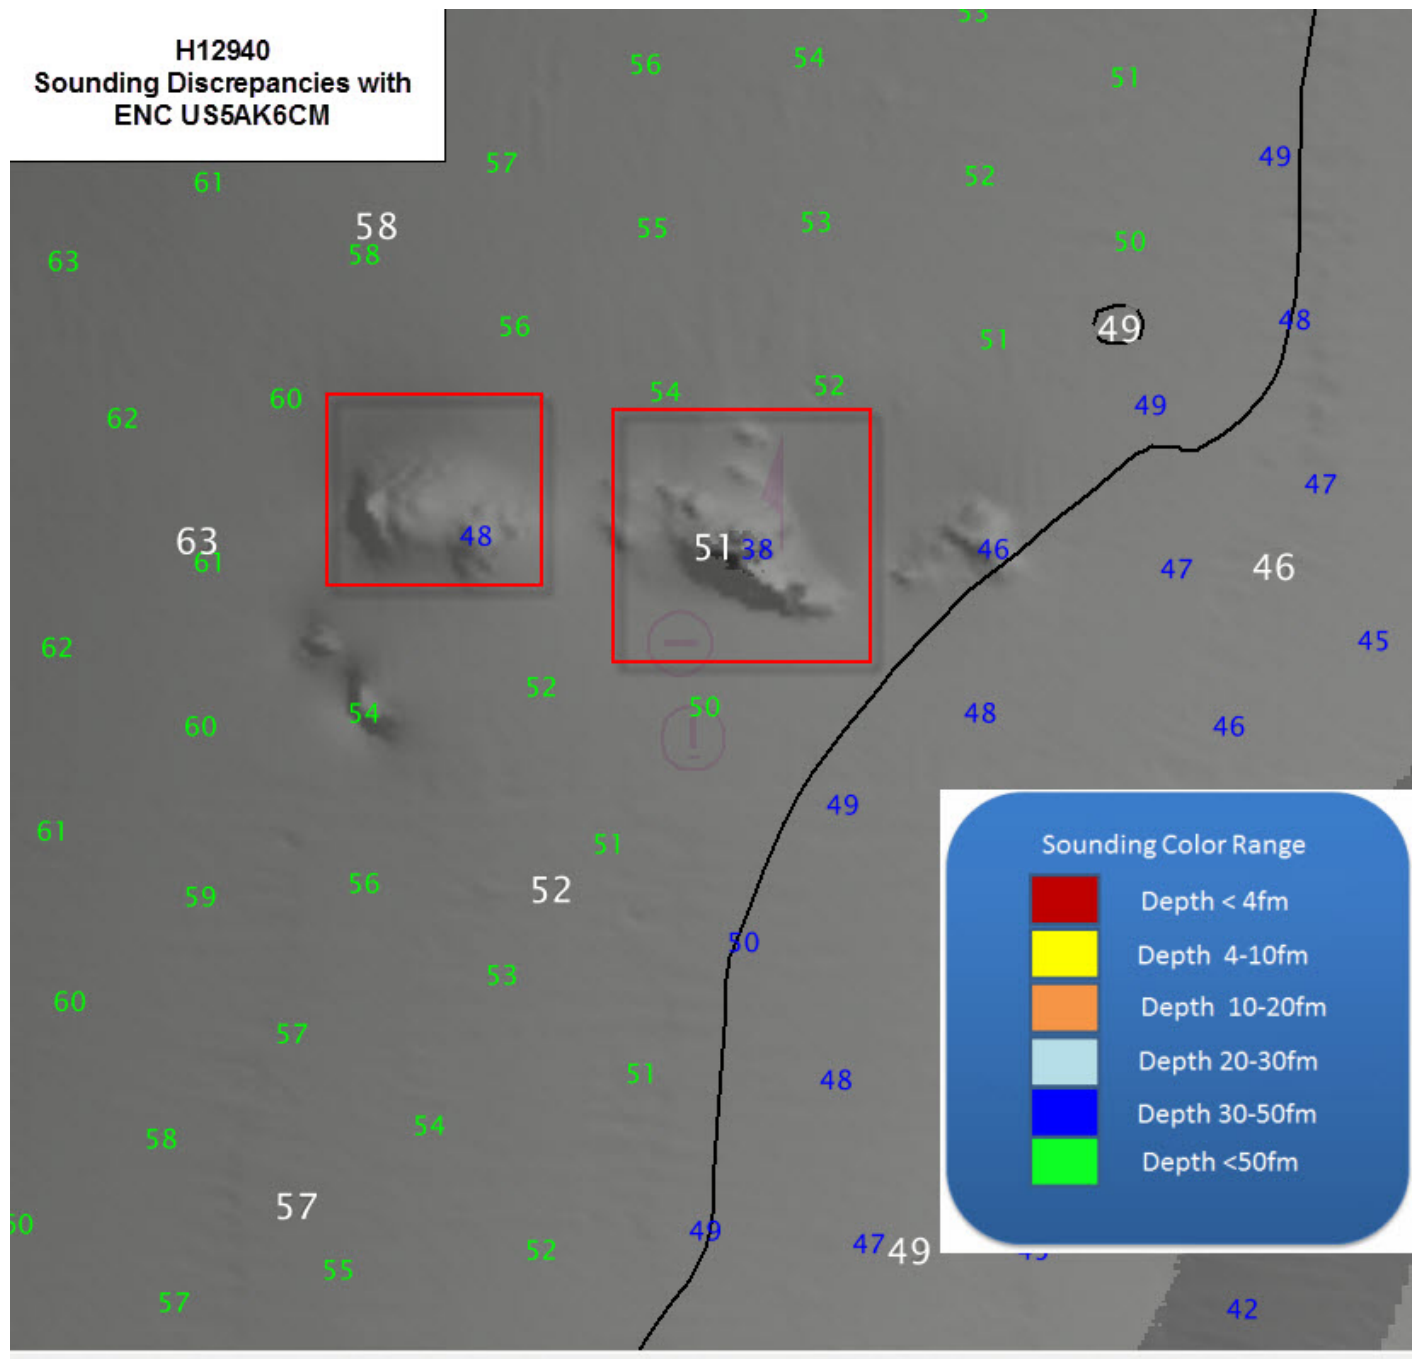 H12940
Sounding Discrepancies with
ENC US5AK6CM
53
56 54 51
57 49
61 52
58 55 53
63 58 50
56 51 49 48
60 54 52 49
62
47
63 48 51 38 46 47 46
61
62 45
52 50 48 46
60 54
49
61 51
56 52
59
50
53
60
57
51 48
54
58
57
49 47 49
52
55
57 42
Sounding Color Range
Depth < 4fm
Depth 4-10fm
Depth 10-20fm
Depth 20-30fm
Depth 30-50fm
Depth <50fm